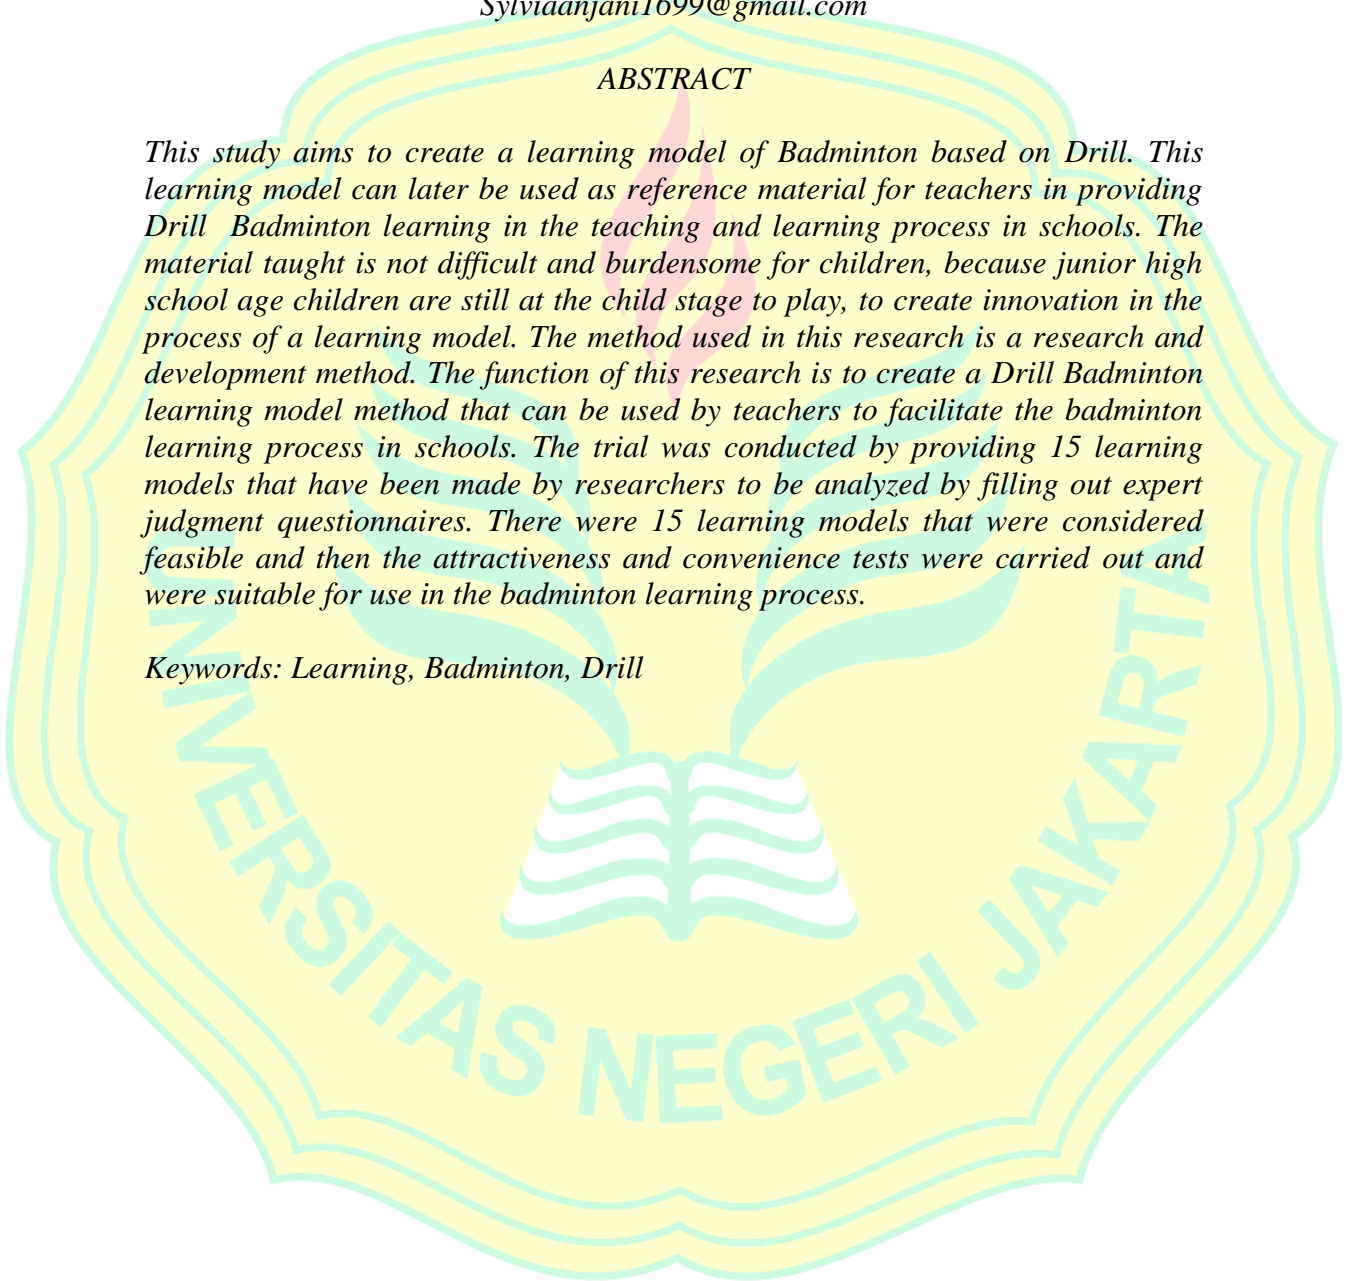 Sylviaanjani1699@gmail.com
ABSTRACT
This study aims to create a learning model of Badminton based on Drill. This
learning model can later be used as reference material for teachers in providing
Drill Badminton learning in the teaching and learning process in schools. The
material taught is not difficult and burdensome for children, because junior high
school age children are still at the child stage to play, to create innovation in the
process of a learning model. The method used in this research is a research and
development method. The function of this research is to create a Drill Badminton
learning model method that can be used by teachers to facilitate the badminton
learning process in schools. The trial was conducted by providing 15 learning
models that have been made by researchers to be analyzed by filling out expert
judgment questionnaires. There were 15 learning models that were considered
feasible and then the attractiveness and convenience tests were carried out and
were suitable for use in the badminton learning process.
Keywords: Learning, Badminton, Drill
UNIVERSITAS NEGERI JAKARTA